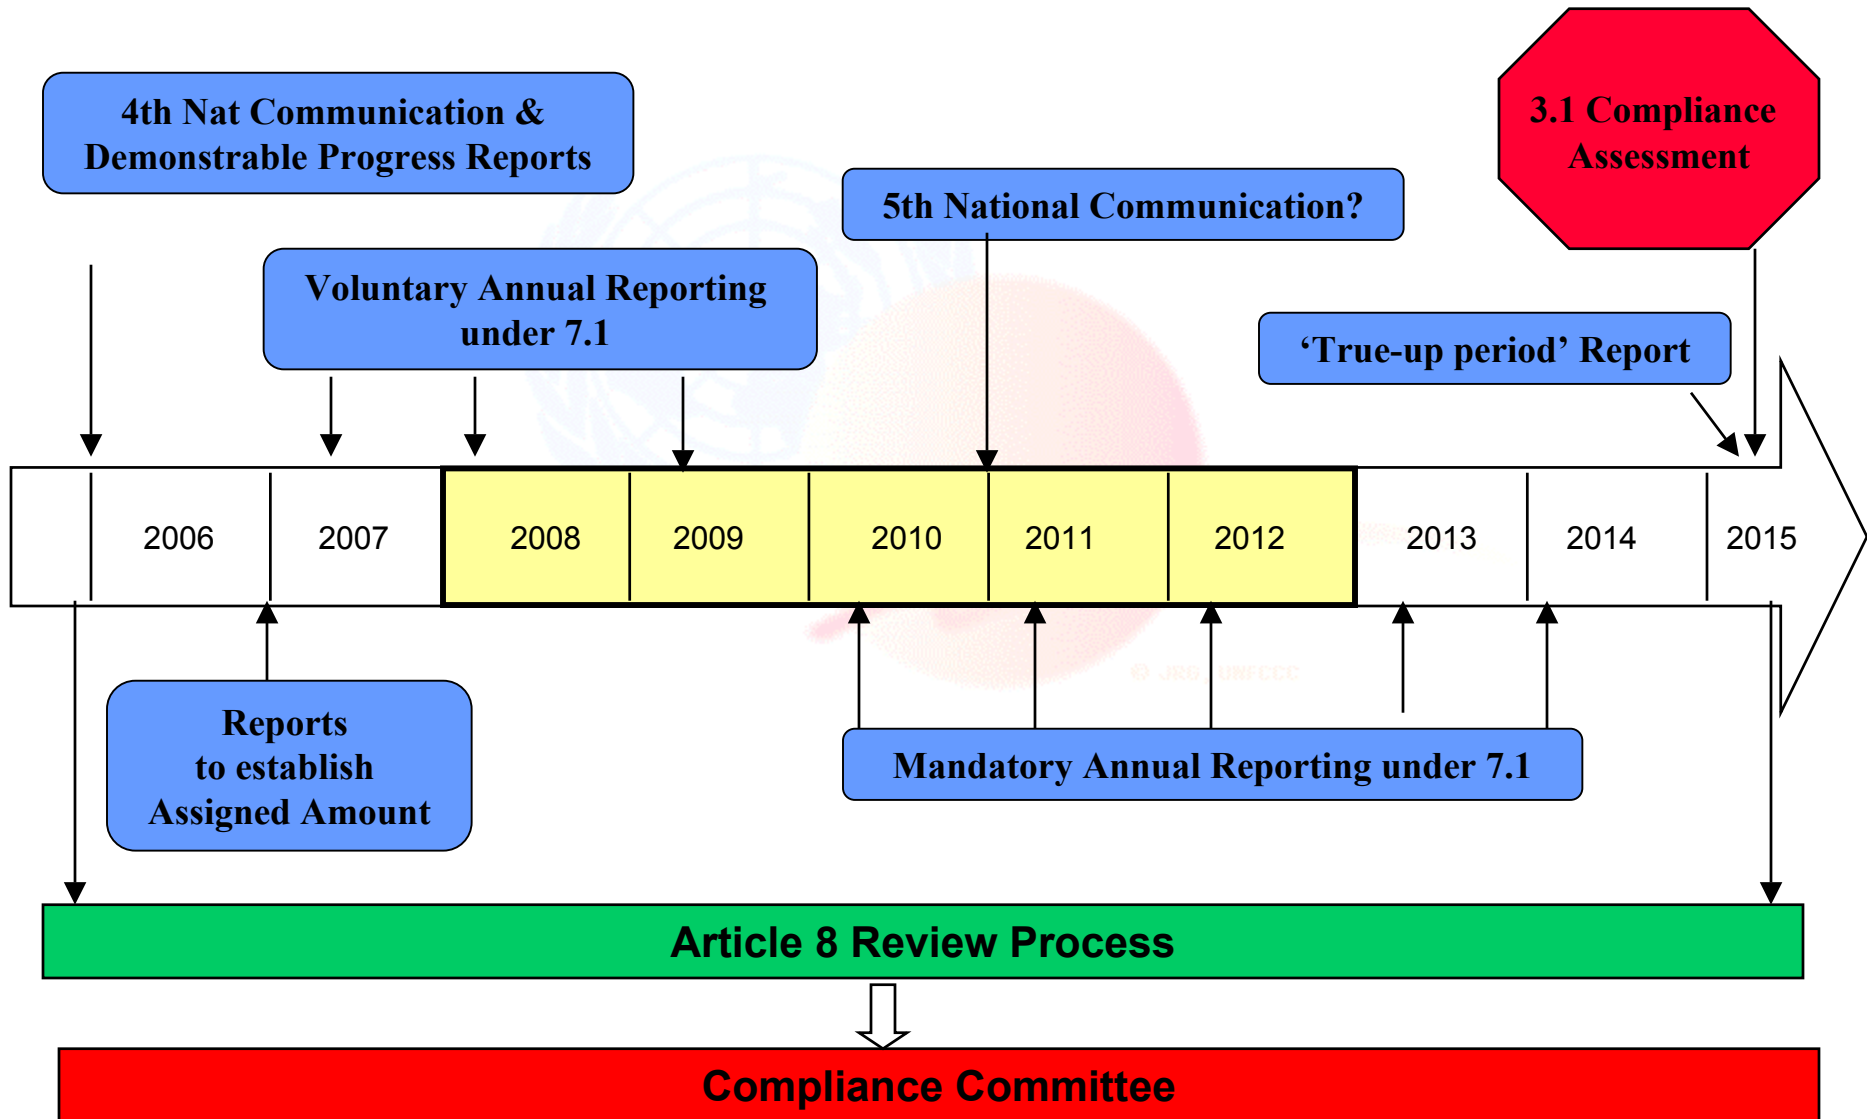 4th Nat Communication &
Demonstrable Progress Reports
3.1 Compliance
Assessment
5th National Communication?
Voluntary Annual Reporting
under 7.1
‘True-up period’ Report
2006 2007 2008 2009 2010 2011 2012 2013 2014 2015
Reports
to establish
Assigned Amount
Mandatory Annual Reporting under 7.1
Article 8 Review Process
Compliance Committee